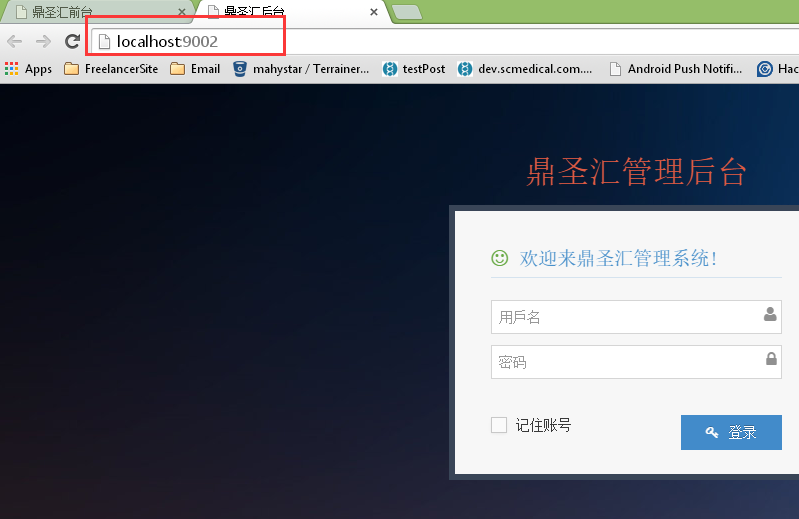 鼎圣汇前台
鼎圣汇后台
localhost:9002
Apps FreelancerSite Email mahystar / Terrainer... testPost dev.scmedical.com.... Android Push Notifi... Hac
鼎圣汇管理后台
欢迎来鼎圣汇管理系统!
用戶名
密码
记住账号
登录